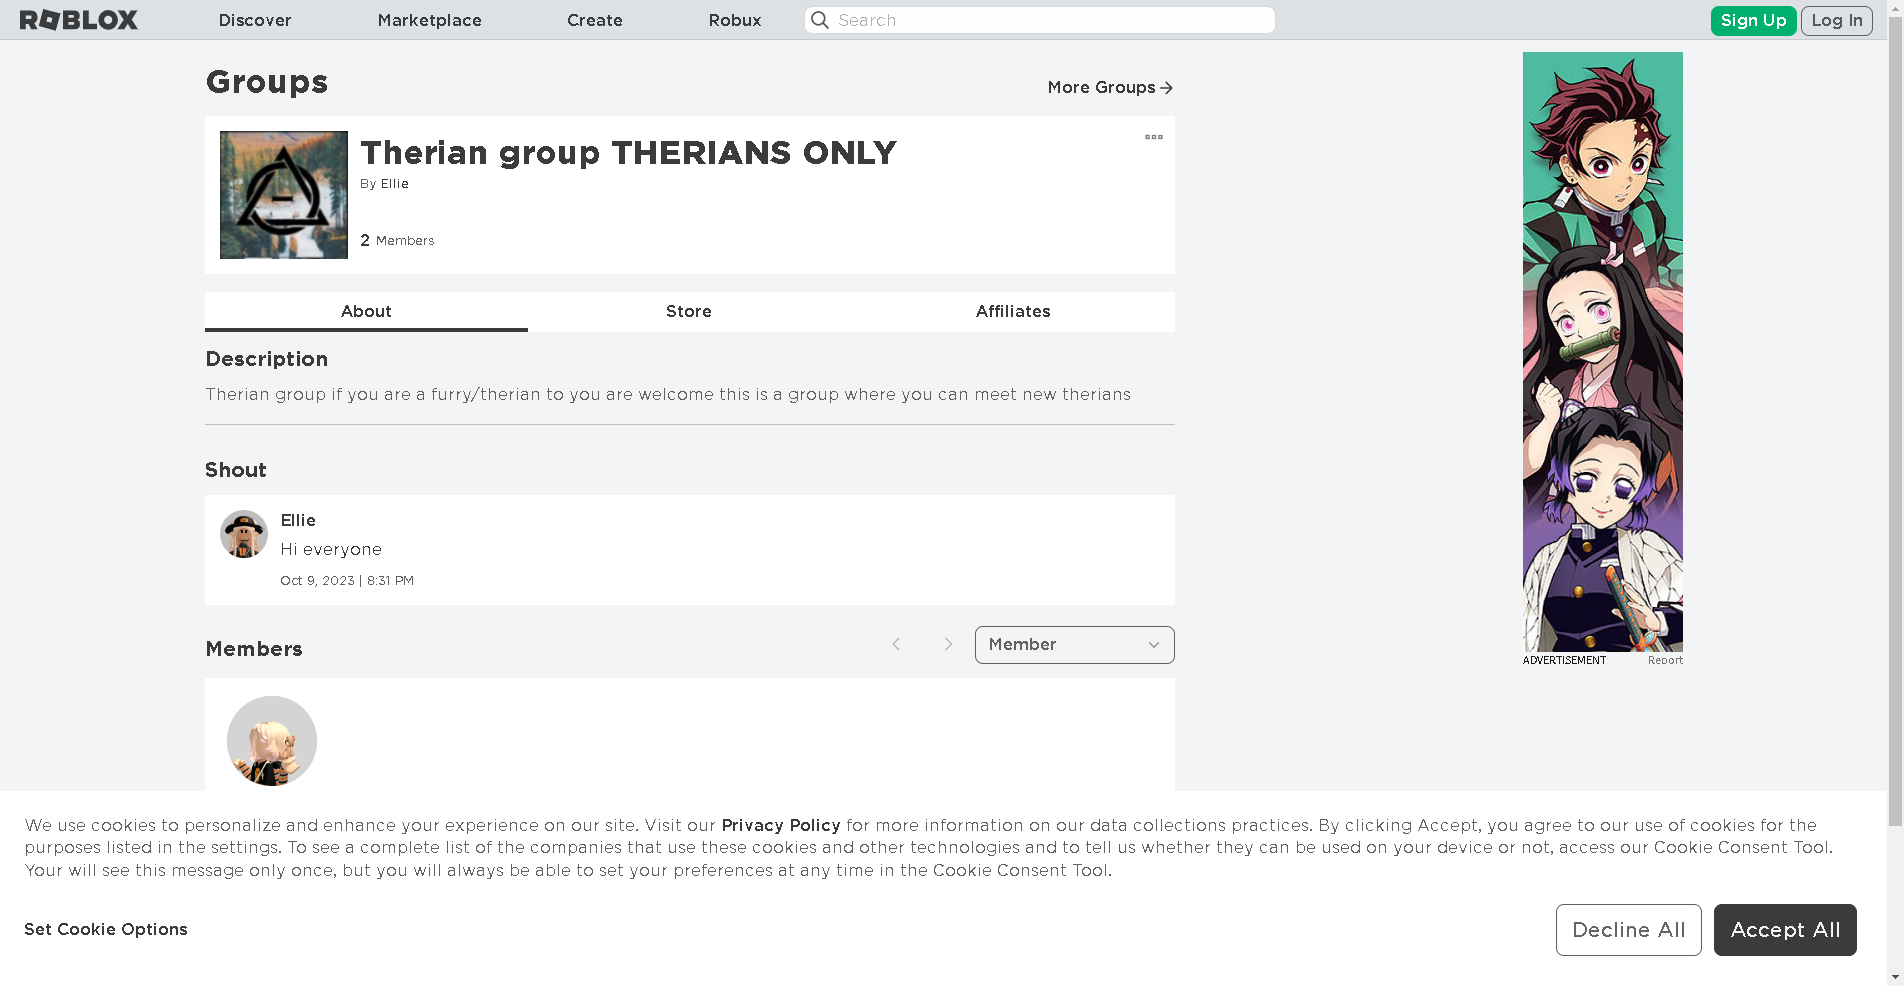 ROBLOX
Discover
Marketplace
Create
Robux
Search
Sign Up
Log In
Groups
More Groups
Therian group THERIANS ONLY
By Ellie
2 Members
About
Store
Affiliates
Description
Therian group if you are a furry/therian to you are welcome this is a group where you can meet new therians
Shout
Ellie
Hi everyone
Oct 9, 2023 | 8:31 PM
Members
Member
ADVERTISEMENT
Report
We use cookies to personalize and enhance your experience on our site. Visit our Privacy Policy for more information on our data collections practices. By clicking Accept, you agree to our use of cookies for the
purposes listed in the settings. To see a complete list of the companies that use these cookies and other technologies and to tell us whether they can be used on your device or not, access our Cookie Consent Tool.
Your will see this message only once, but you will always be able to set your preferences at any time in the Cookie Consent Tool.
Set Cookie Options
Decline All
Accept All